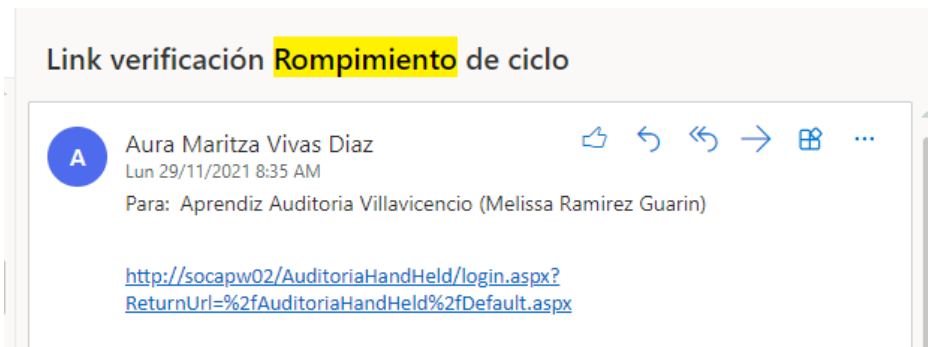 Link verificación Rompimiento de ciclo
A
Aura Maritza Vivas Diaz
Lun 29/11/2021 8:35 AM
Para: Aprendiz Auditoria Villavicencio (Melissa Ramirez Guarin)
http://socapw02/AuditoriaHandHeld/login.aspx?
ReturnUrl=%2fAuditoriaHandHeld%2fDefault.aspx